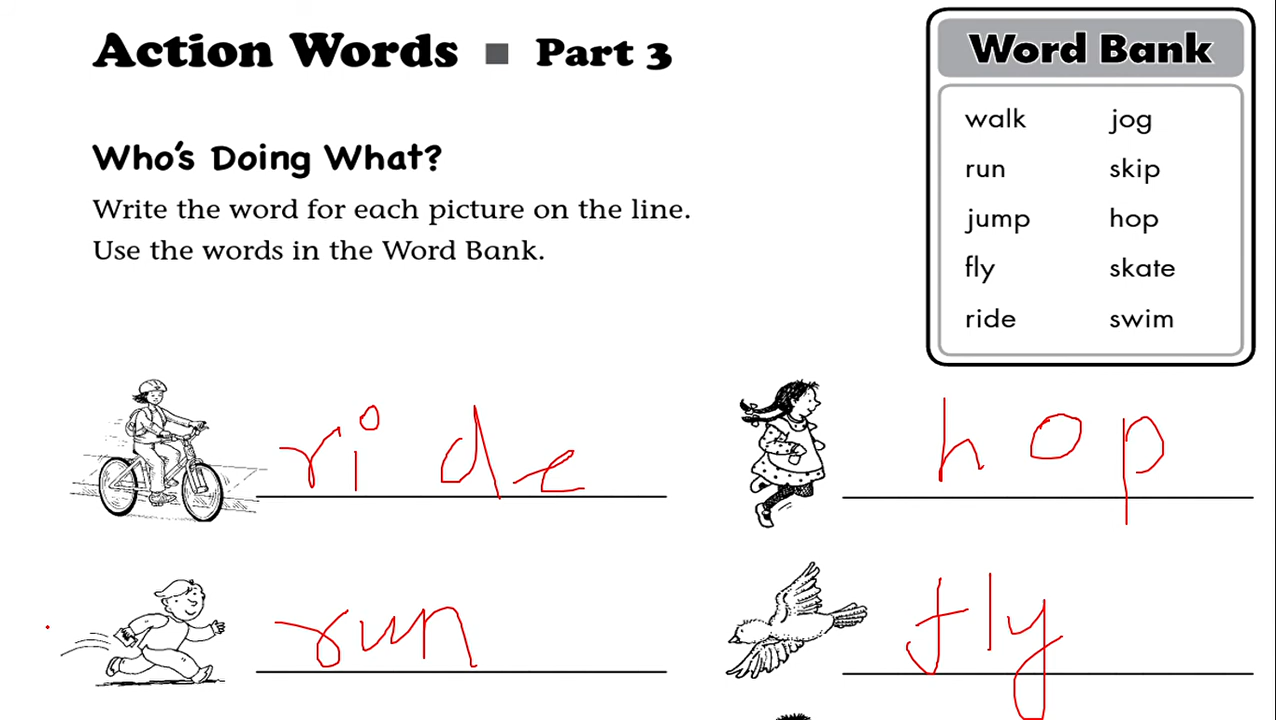 Action Words ■ Part 3
Word Bank
walk jog
run skip
jump hop
fly skate
ride swim
Who's Doing What?
Write the word for each picture on the line.
Use the words in the Word Bank.
ride
hop
run
fly